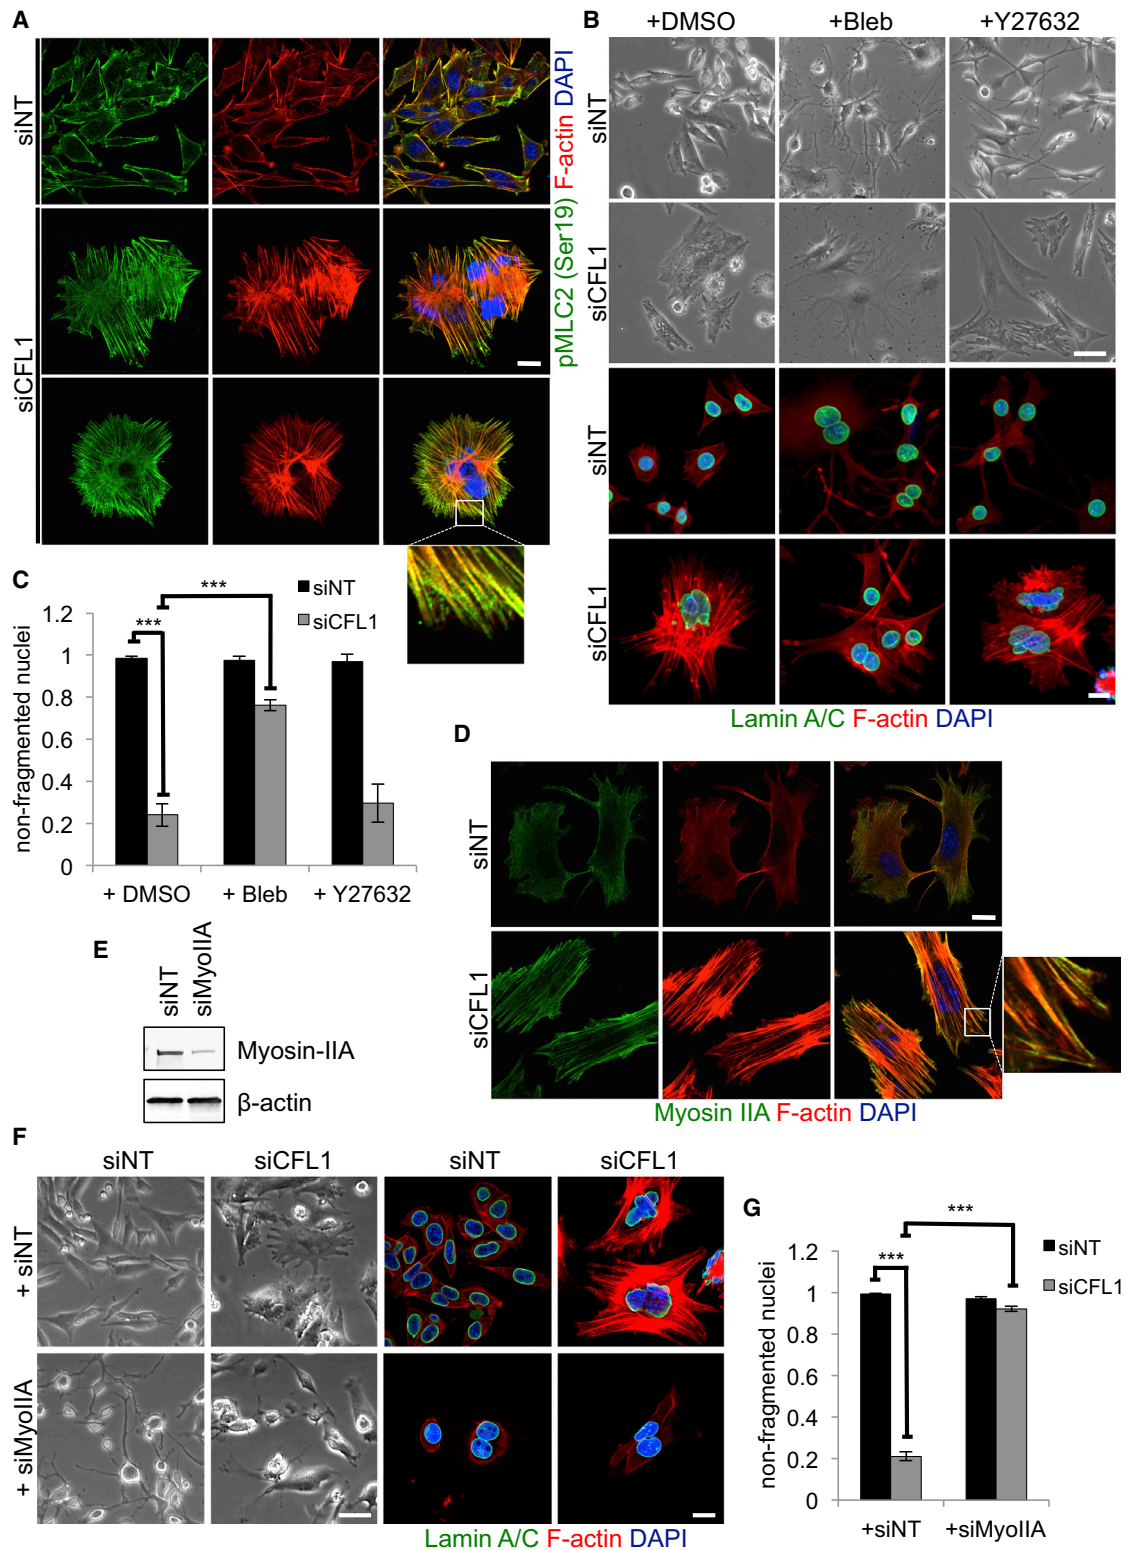 A
siNT
siCFL1
pMLC2 (Ser19) F-actin DAPI
B
+DMSO +Bleb +Y27632
siNT
siCFL1
siNT
siCFL1
Lamin A/C F-actin DAPI
C
*** 
***
siNT
siCFL1
non-fragmented nuclei
1.2
1
0.8
0.6
0.4
0.2
0
+ DMSO + Bleb + Y27632
D
siNT
siCFL1
Myosin IIA F-actin DAPI
E
siNT siMyoIIA
Myosin-IIA
β-actin
F
siNT siCFL1 siNT siCFL1
+ siNT
+ siMyoIIA
Lamin A/C F-actin DAPI
G
***
***
siNT
siCFL1
non-fragmented nuclei
1.2
1
0.8
0.6
0.4
0.2
0
+siNT +siMyoIIA